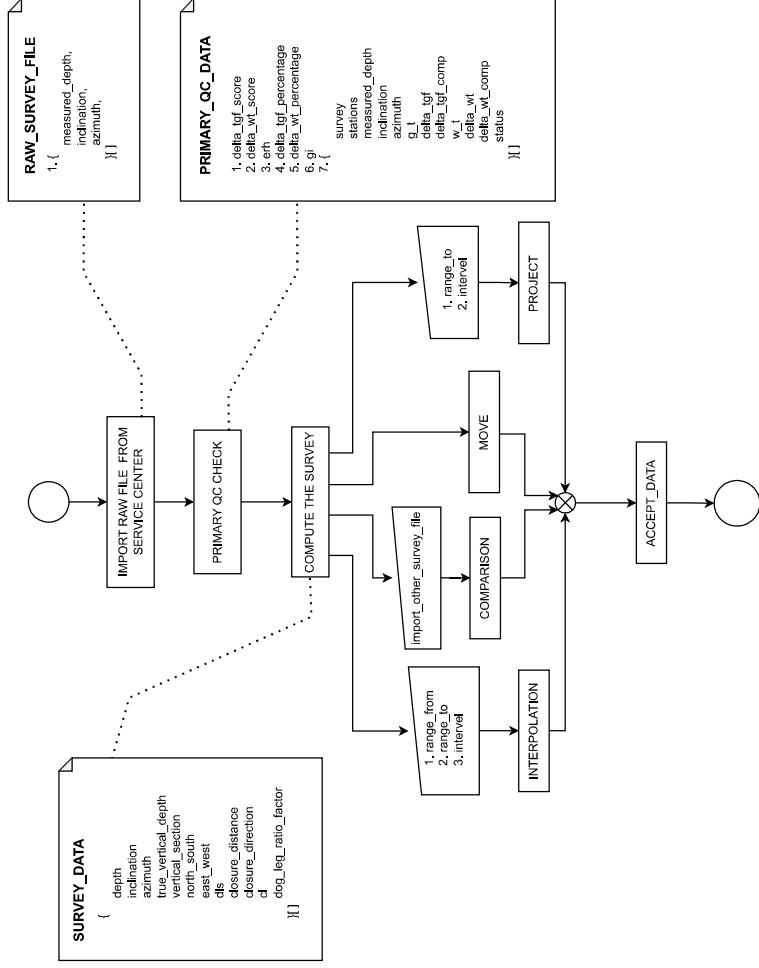 RAW_SURVEY_FILE
1. {
measured_depth,
inclination,
azimuth,
}[ ]
PRIMARY_QC_DATA
1. delta_tgf_score
2. delta_wt_score
3. erh
4. delta_tgf_percentage
5. delta_wt_percentage
6. gi
7. {
survey
stations
measured_depth
inclination
azimuth
g_t
delta_tgf
delta_tgf_comp
w_t
delta_wt
delta_wt_comp
status
}[ ]
IMPORT RAW FILE FROM
SERVICE CENTER
PRIMARY QC CHECK
COMPUTE THE SURVEY
SURVEY_DATA
{
depth
inclination
azimuth
true_vertical_depth
vertical_section
north_south
east_west
dls
closure_distance
closure_direction
cl
dog_leg_ratio_factor
}[ ]
1. range_from
2. range_to
3. intervel
import_other_survey_file
1. range_to
2. intervel
INTERPOLATION
COMPARISON
MOVE
PROJECT
ACCEPT_DATA